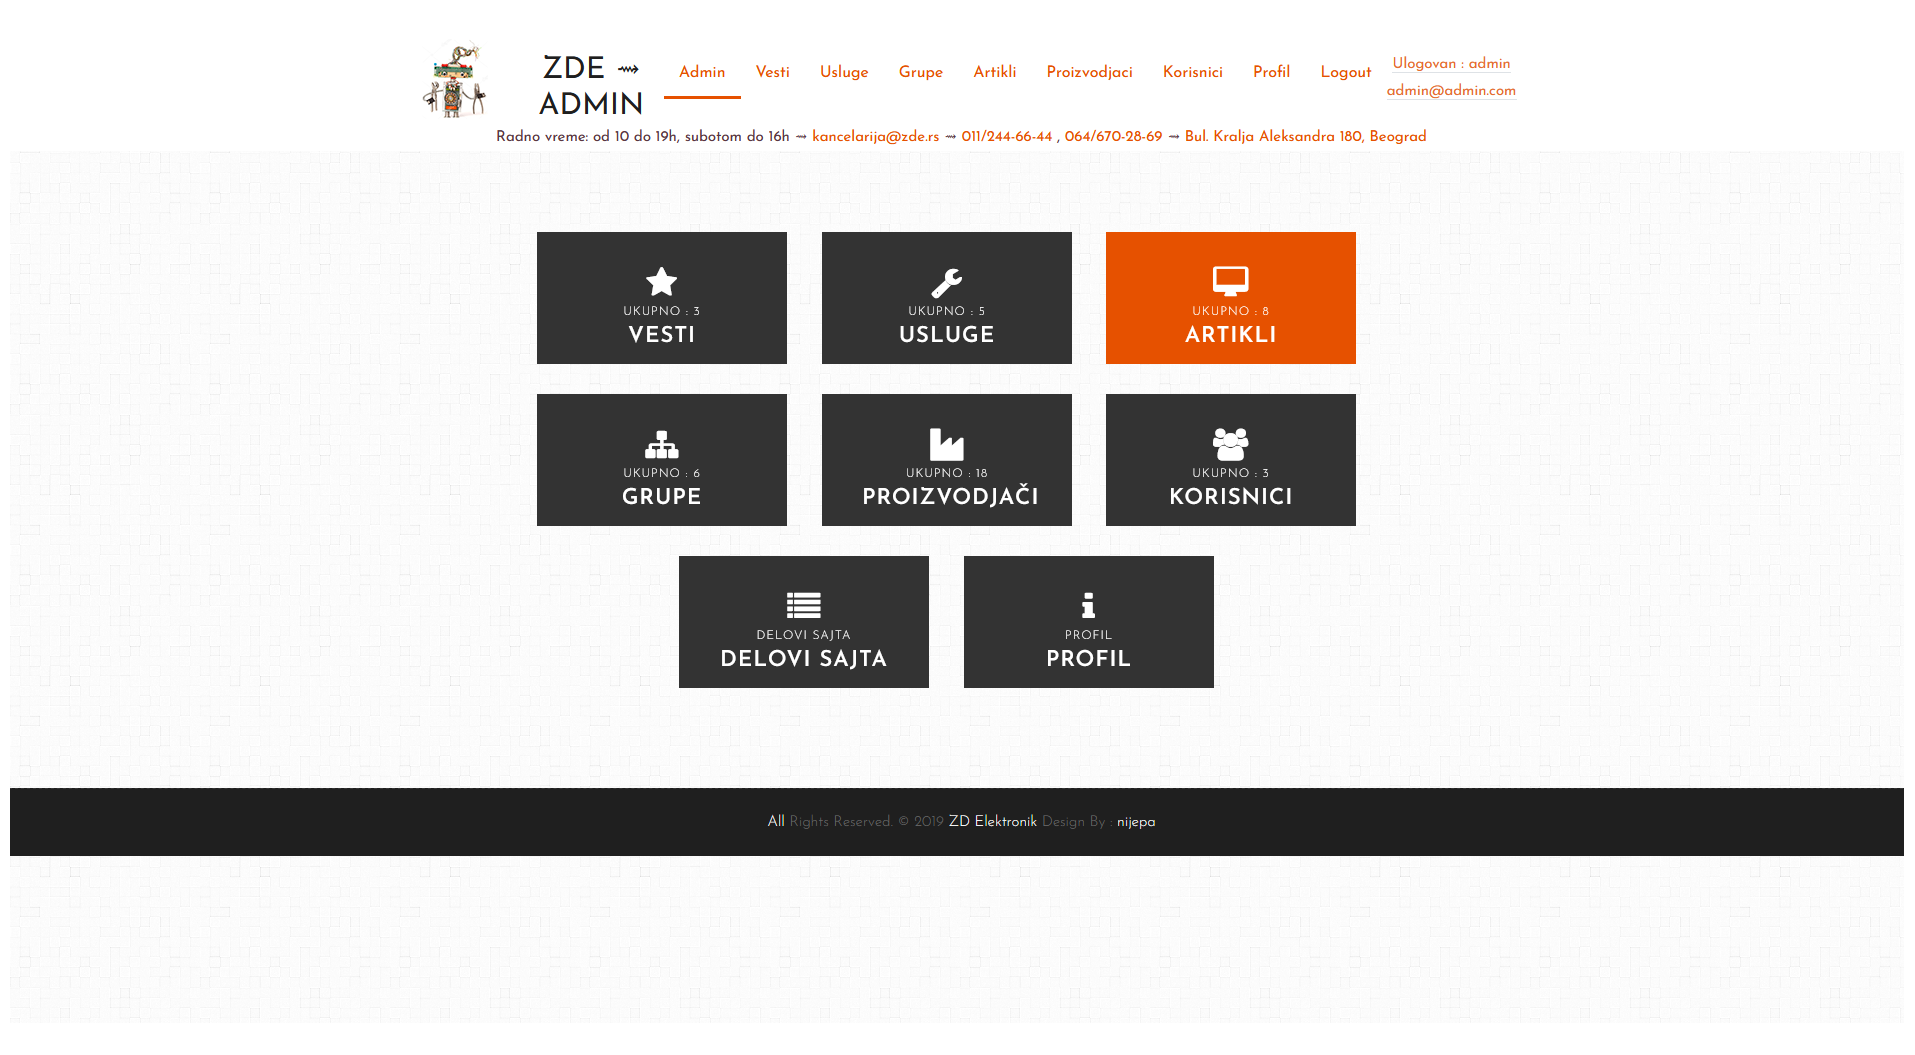 ZDE ⇝
ADMIN
Admin Vesti Usluge Grupe Artikli Proizvodjaci Korisnici Profil Logout
Ulogovan : admin
admin@admin.com
Radno vreme: od 10 do 19h, subotom do 16h ⇝ kancelarija@zde.rs ⇝ 011/244-66-44 , 064/670-28-69 ⇝ Bul. Kralja Aleksandra 180, Beograd
UKUPNO : 3
VESTI
UKUPNO : 5
USLUGE
UKUPNO : 8
ARTIKLI
UKUPNO : 6
GRUPE
UKUPNO : 18
PROIZVODJAČI
UKUPNO : 3
KORISNICI
DELOVI SAJTA
DELOVI SAJTA
PROFIL
PROFIL
All Rights Reserved. © 2019 ZD Elektronik Design By : nijepa